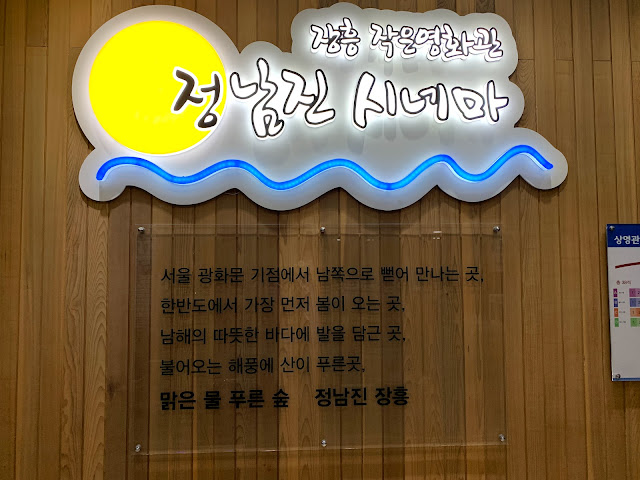 장흥 작은영화관
정남진 시네마
서울 광화문 기점에서 남쪽으로 뻗어 만나는 곳,
한반도에서 가장 먼저 봄이 오는 곳,
남해의 따뜻한 바다에 발을 담근 곳,
불어오는 해풍에 산이 푸른곳,
맑은 물 푸른 숲 정남진 장흥
상영관